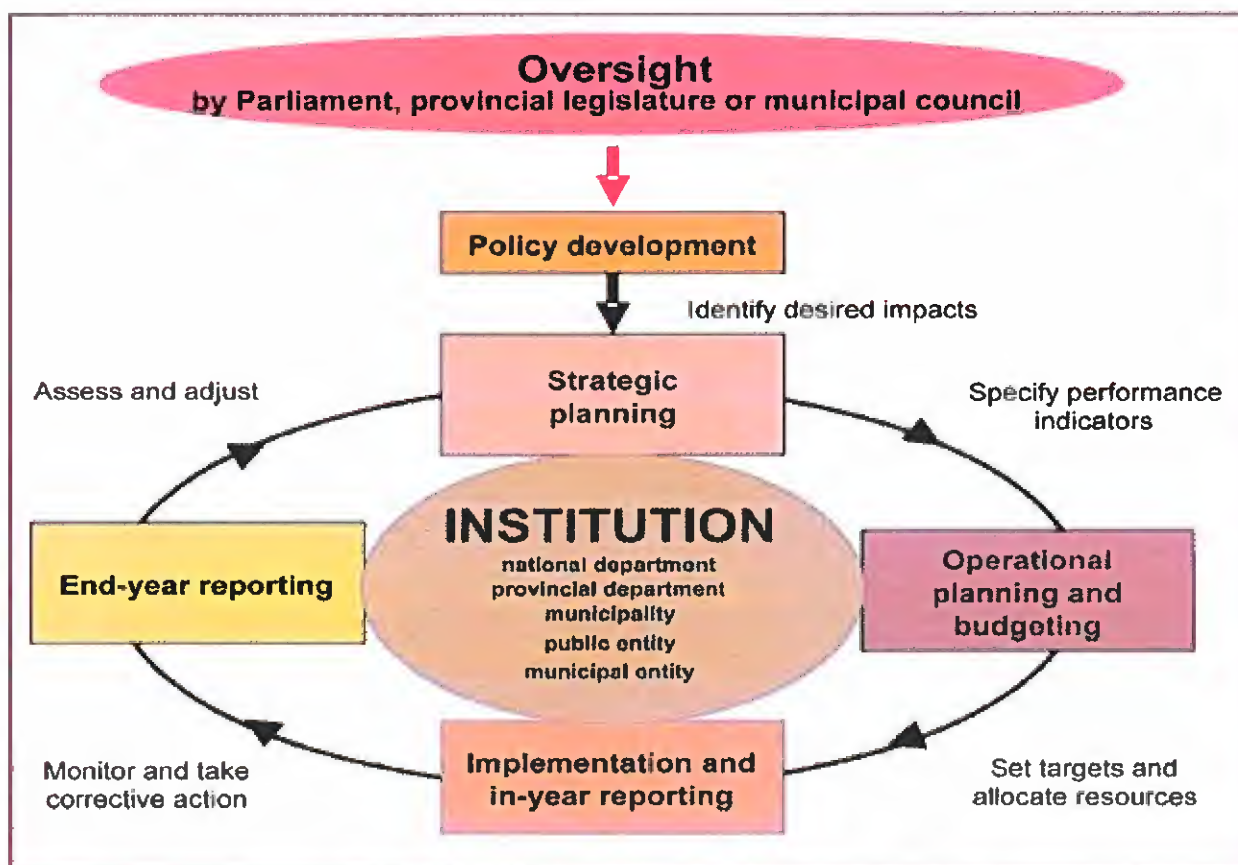 Oversight
by Parliament, provincial legislature or municipal council
Policy development
Identify desired impacts
Strategic
planning
Assess and adjust
Specify performance
indicators
INSTITUTION
national department
provincial department
municipality
public entity
municipal entity
End-year reporting
Operational
planning and
budgeting
Implementation and
in-year reporting
Monitor and take
corrective action
Set targets and
allocate resources